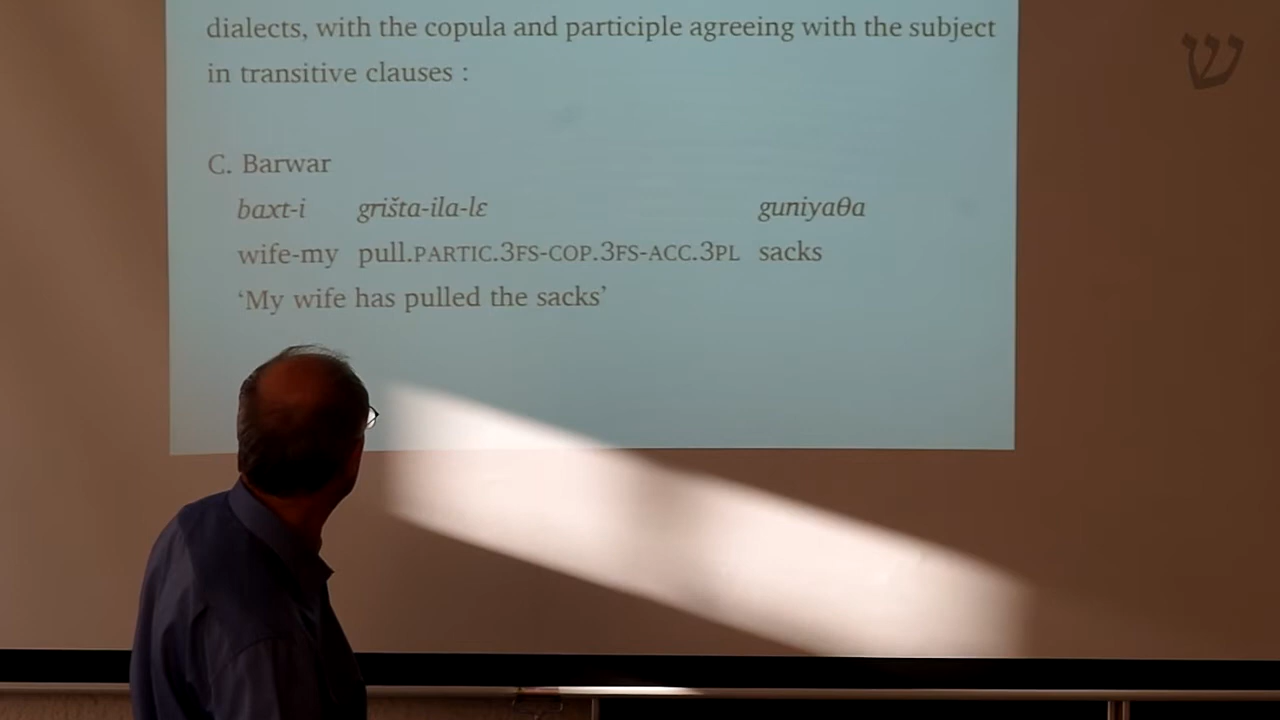 dialects, with the copula and participle agreeing with the subject
in transitive clauses :
C. Barwar
baxt-i grišta-ila-lɛ guniyaθa
wife-my pull.PARTIC.3FS-COP.3FS-ACC.3PL sacks
‘My wife has pulled the sacks’
ש